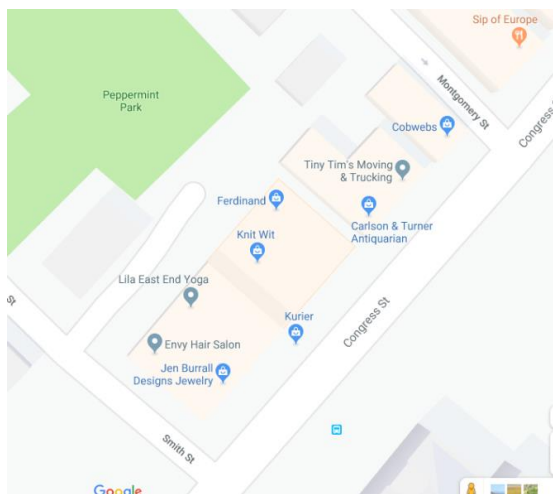 Sip of Europe
Peppermint
Park
Montgomery St
Congress
Cobwebs
Tiny Tim's Moving
& Trucking
Ferdinand
Carlson & Turner
Antiquarian
Knit Wit
Lila East End Yoga
St
Kurier
Congress St
Envy Hair Salon
Jen Burrall
Designs Jewelry
Smith St
Google